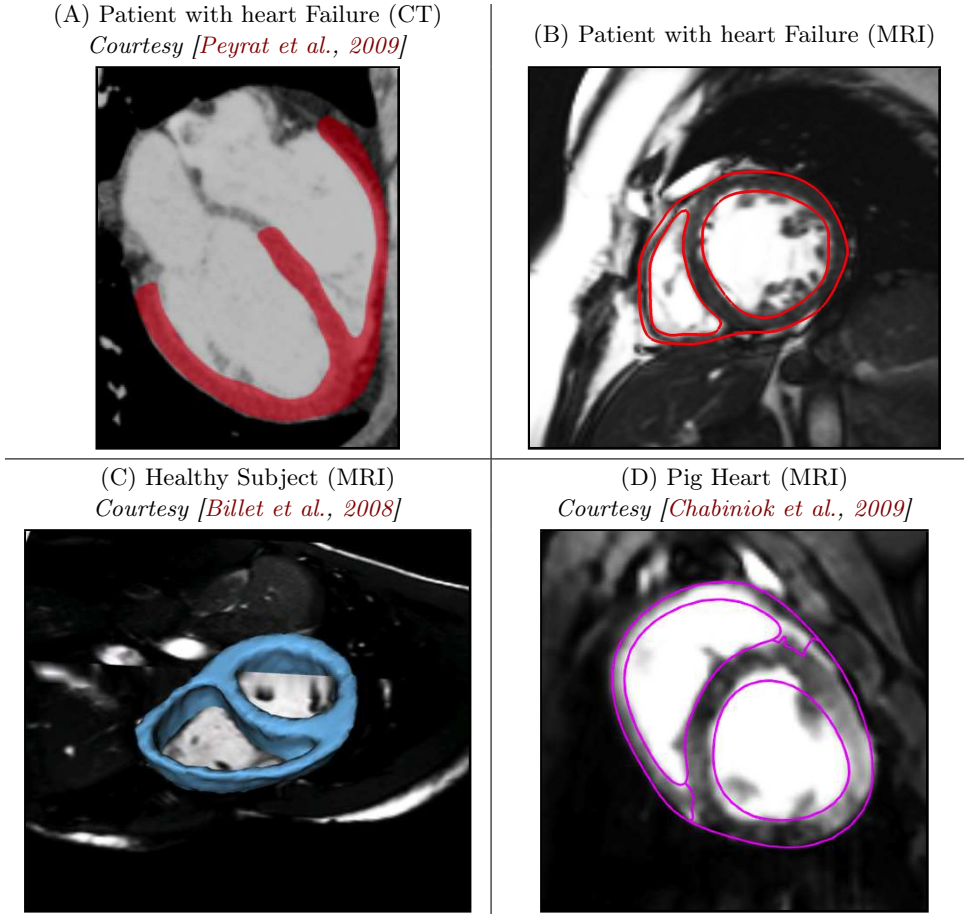 (A) Patient with heart Failure (CT)
Courtesy [Peyrat et al., 2009]
(B) Patient with heart Failure (MRI)
(C) Healthy Subject (MRI)
Courtesy [Billet et al., 2008]
(D) Pig Heart (MRI)
Courtesy [Chabiniok et al., 2009]